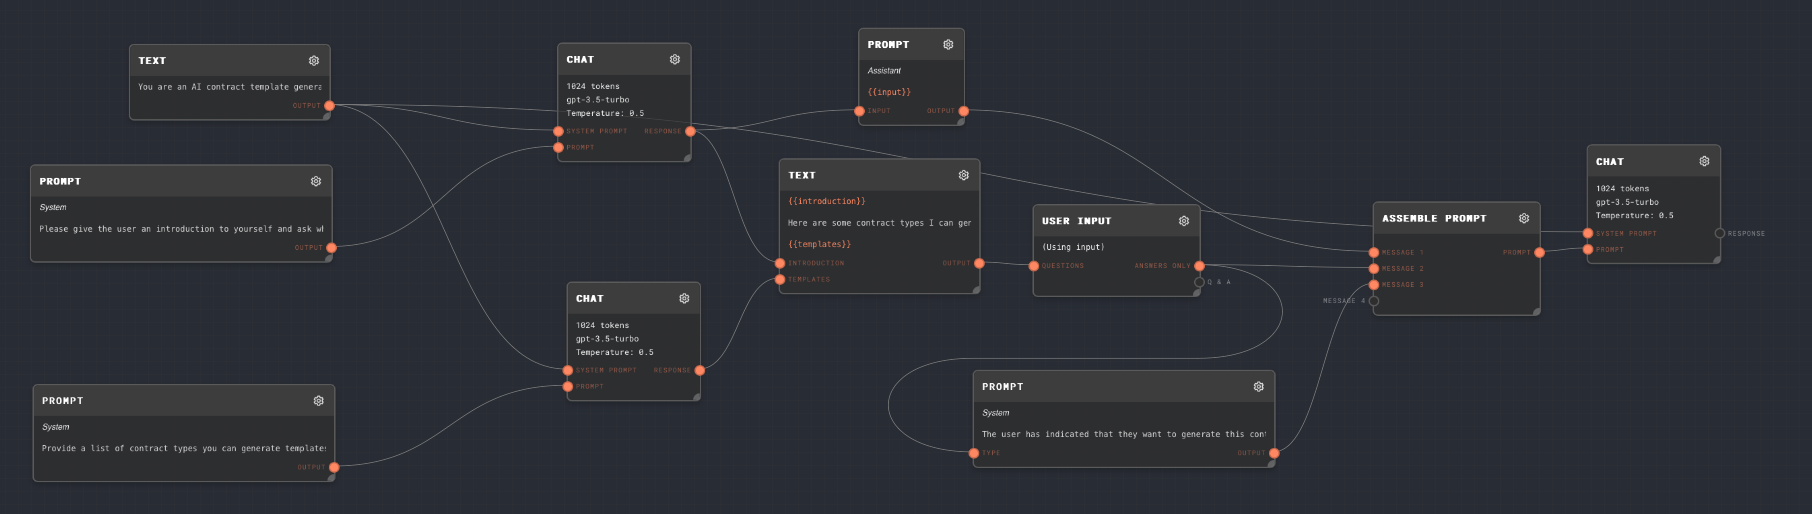 TEXT
You are an AI contract template genera
OUTPUT
PROMPT
System
Please give the user an introduction to yourself and ask wh
OUTPUT
PROMPT
System
Provide a list of contract types you can generate templates
OUTPUT
CHAT
1024 tokens
gpt-3.5-turbo
Temperature: 0.5
SYSTEM PROMPT RESPONSE
PROMPT
CHAT
1024 tokens
gpt-3.5-turbo
Temperature: 0.5
SYSTEM PROMPT RESPONSE
PROMPT
PROMPT
Assistant
{{input}}
INPUT OUTPUT
TEXT
{{introduction}}
Here are some contract types I can gen
{{templates}}
INTRODUCTION OUTPUT
TEMPLATES
USER INPUT
(Using input)
QUESTIONS ANSWERS ONLY
Q & A
PROMPT
System
The user has indicated that they want to generate this cont
TYPE OUTPUT
ASSEMBLE PROMPT
MESSAGE 1 PROMPT
MESSAGE 2
MESSAGE 3
MESSAGE 4
CHAT
1024 tokens
gpt-3.5-turbo
Temperature: 0.5
SYSTEM PROMPT RESPONSE
PROMPT